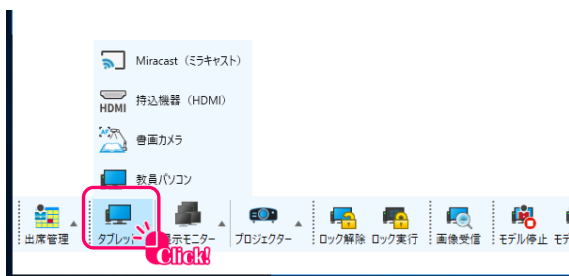 Miracast（ミラキャスト）
HDMI 持込機器（HDMI）
書画カメラ
教員パソコン
出席管理 タブレット 示モニター プロジェクター ロック解除 ロック実行 画像受信 モデル停止 モデ
Click!